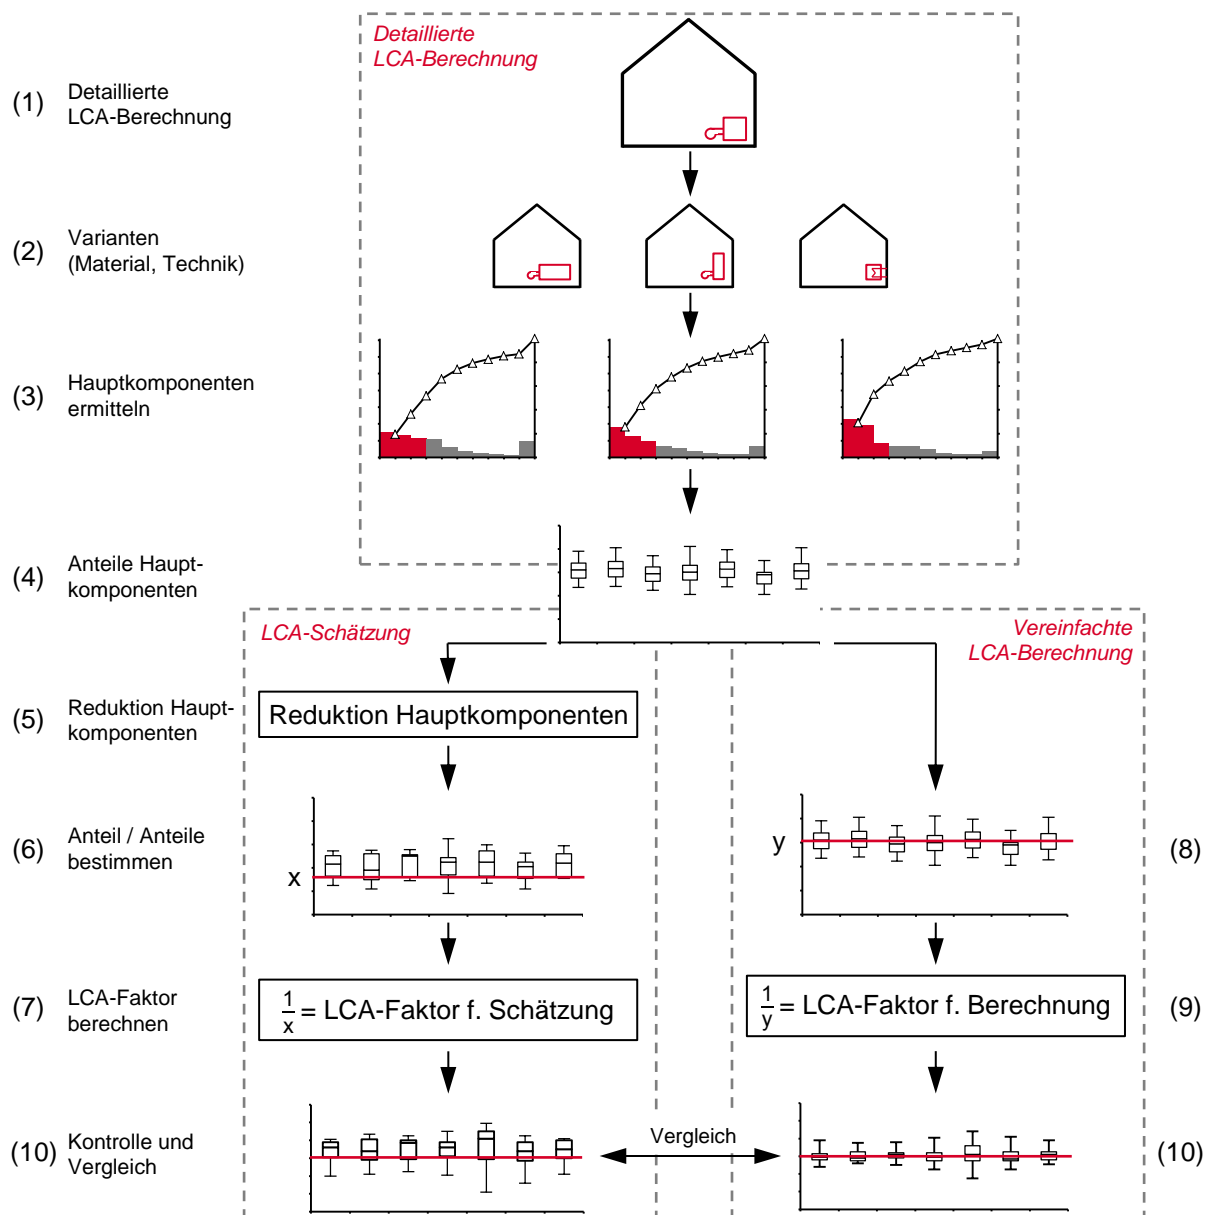 Detaillierte
LCA-Berechnung
(1)
Detaillierte
LCA-Berechnung
(2)
Varianten
(Material, Technik)
(3)
Hauptkomponenten
ermitteln
(4)
Anteile Haupt-
komponenten
LCA-Schätzung
Vereinfachte
LCA-Berechnung
(5)
Reduktion Haupt-
komponenten
Reduktion Hauptkomponenten
(6)
Anteil / Anteile
bestimmen
x
y
(8)
(7)
LCA-Faktor
berechnen
1/x = LCA-Faktor f. Schätzung
1/y = LCA-Faktor f. Berechnung
(9)
(10)
Kontrolle und
Vergleich
Vergleich
(10)